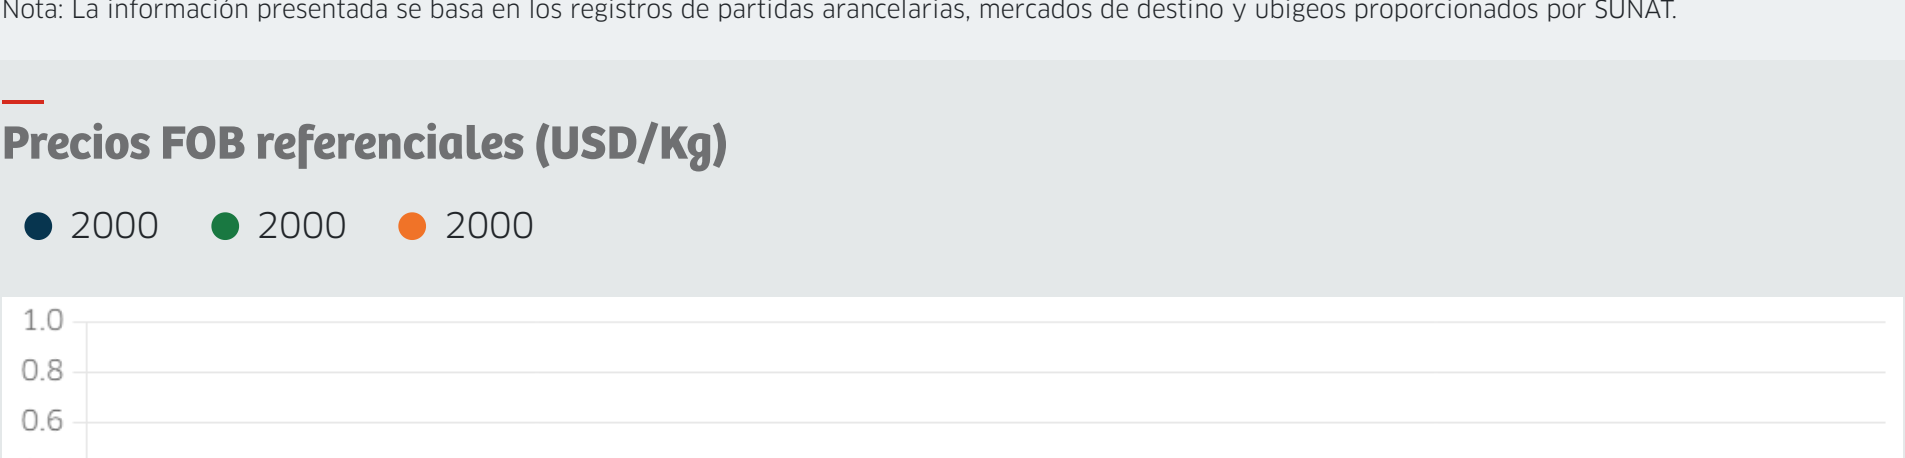 Nota: La información presentada se basa en los registros de partidas arancelarias, mercados de destino y ubigeos proporcionados por SUNAT.
Precios FOB referenciales (USD/Kg)
2000 2000 2000
1.0
0.8
0.6